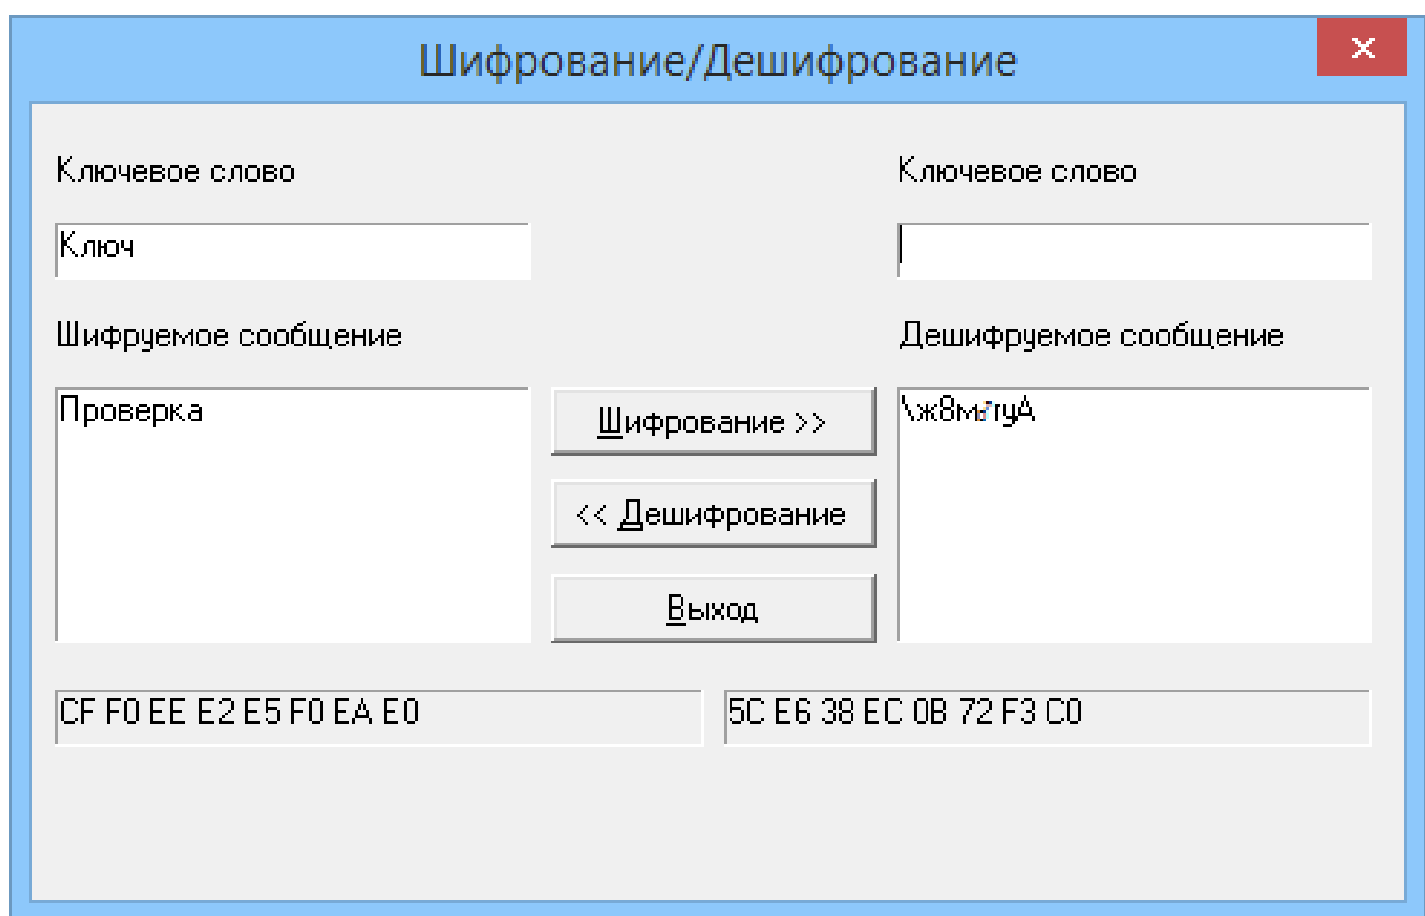 Шифрование/Дешифрование
Ключевое слово
Ключевое слово
Ключ
Шифруемое сообщение
Дешифруемое сообщение
Проверка
Шифрование >>
<< Дешифрование
Выход
CF F0 EE E2 E5 F0 EA E0
5C E6 38 EC 0B 72 F3 C0